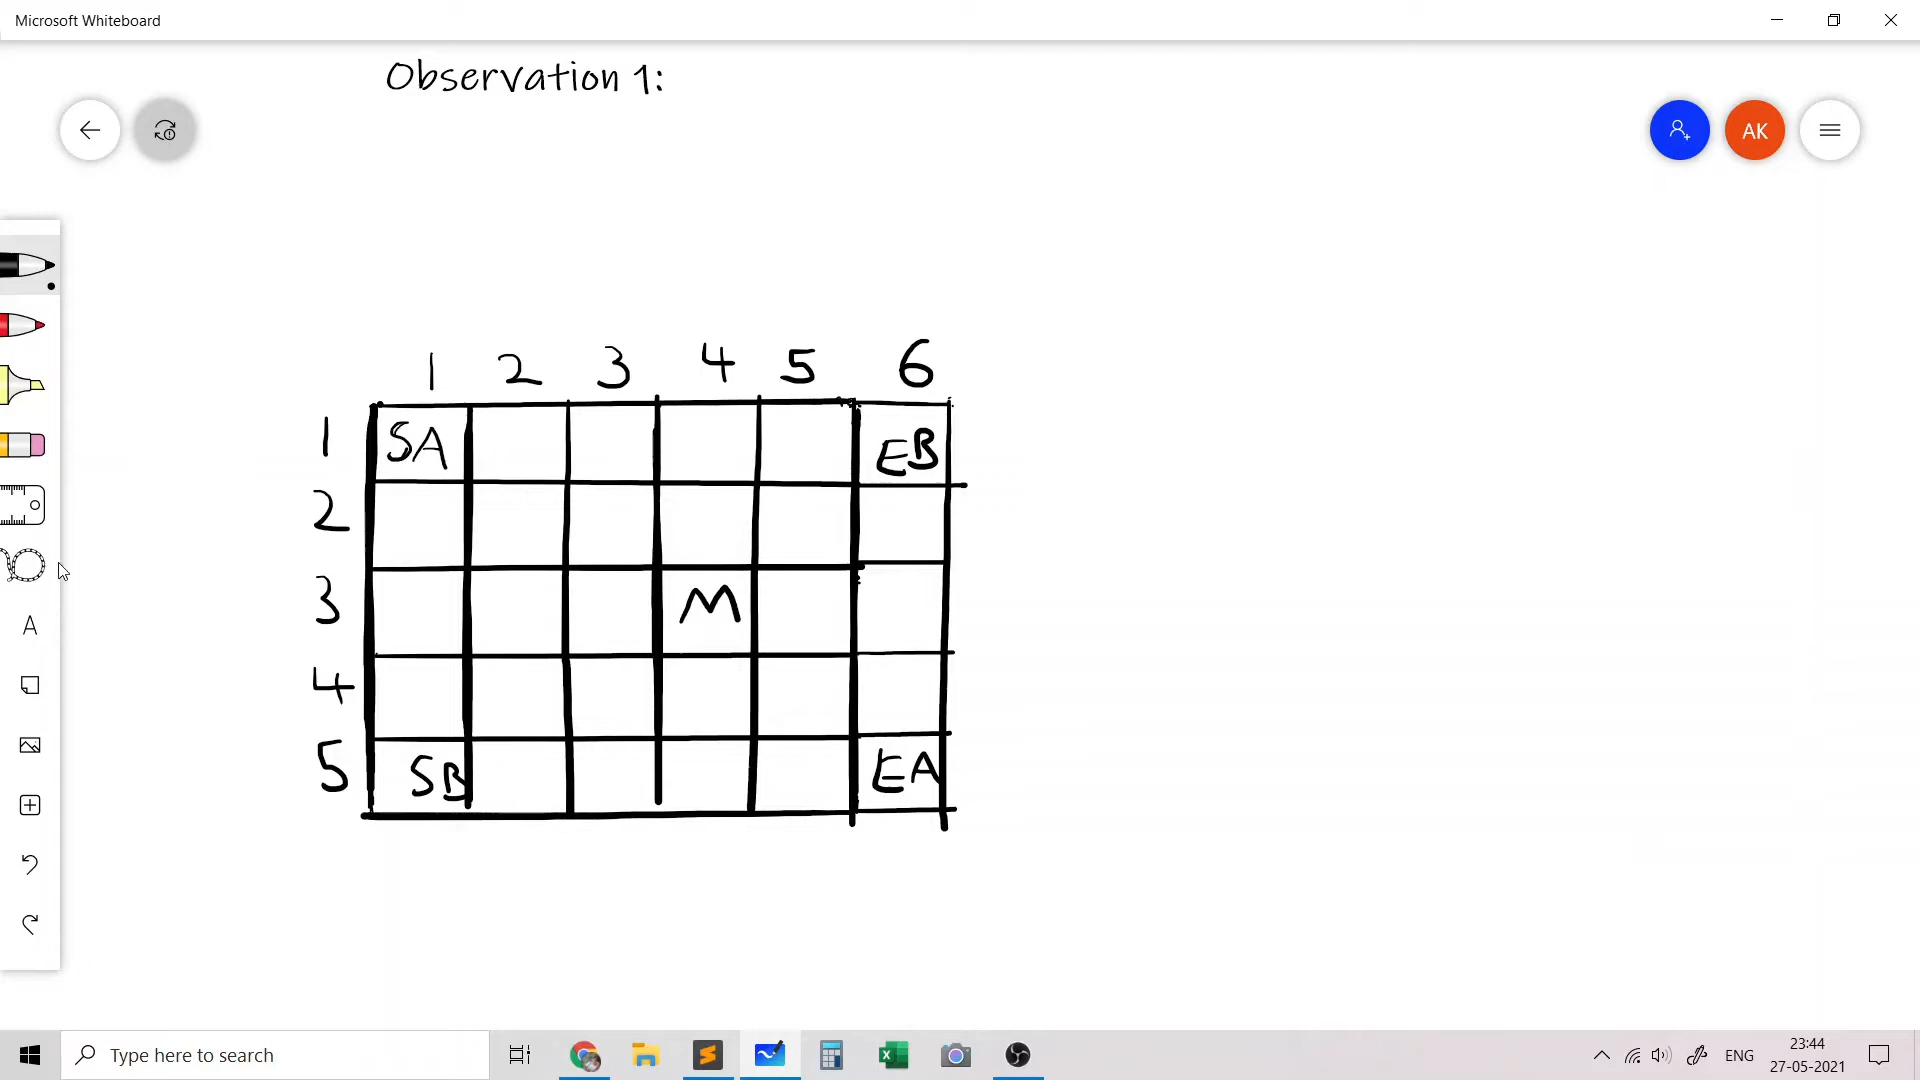 Microsoft Whiteboard
Observation 1:
AK
1 2 3 4 5 6
1 SA EB
2
3 M
4
5 SB EA
A
Type here to search
ENG
23:44
27-05-2021